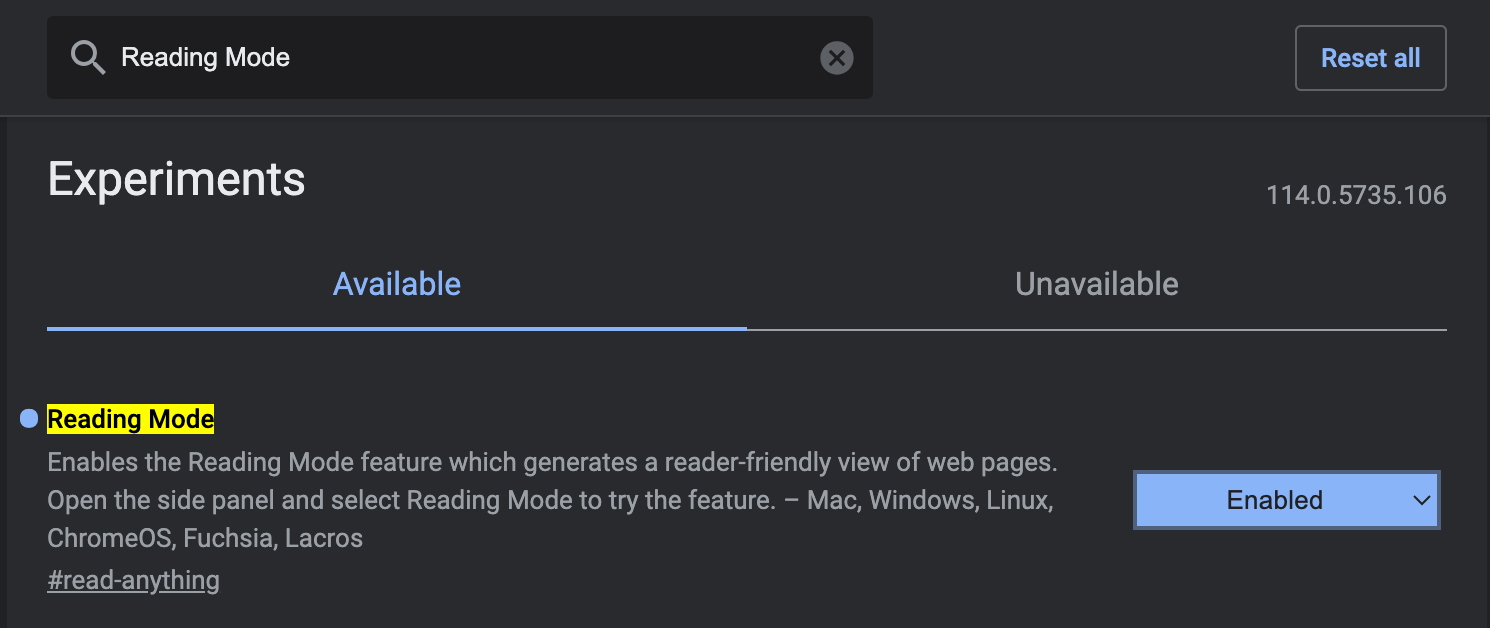 Reading Mode
Reset all
Experiments
114.0.5735.106
Available
Unavailable
Reading Mode
Enables the Reading Mode feature which generates a reader-friendly view of web pages.
Open the side panel and select Reading Mode to try the feature. – Mac, Windows, Linux,
ChromeOS, Fuchsia, Lacros
#read-anything
Enabled